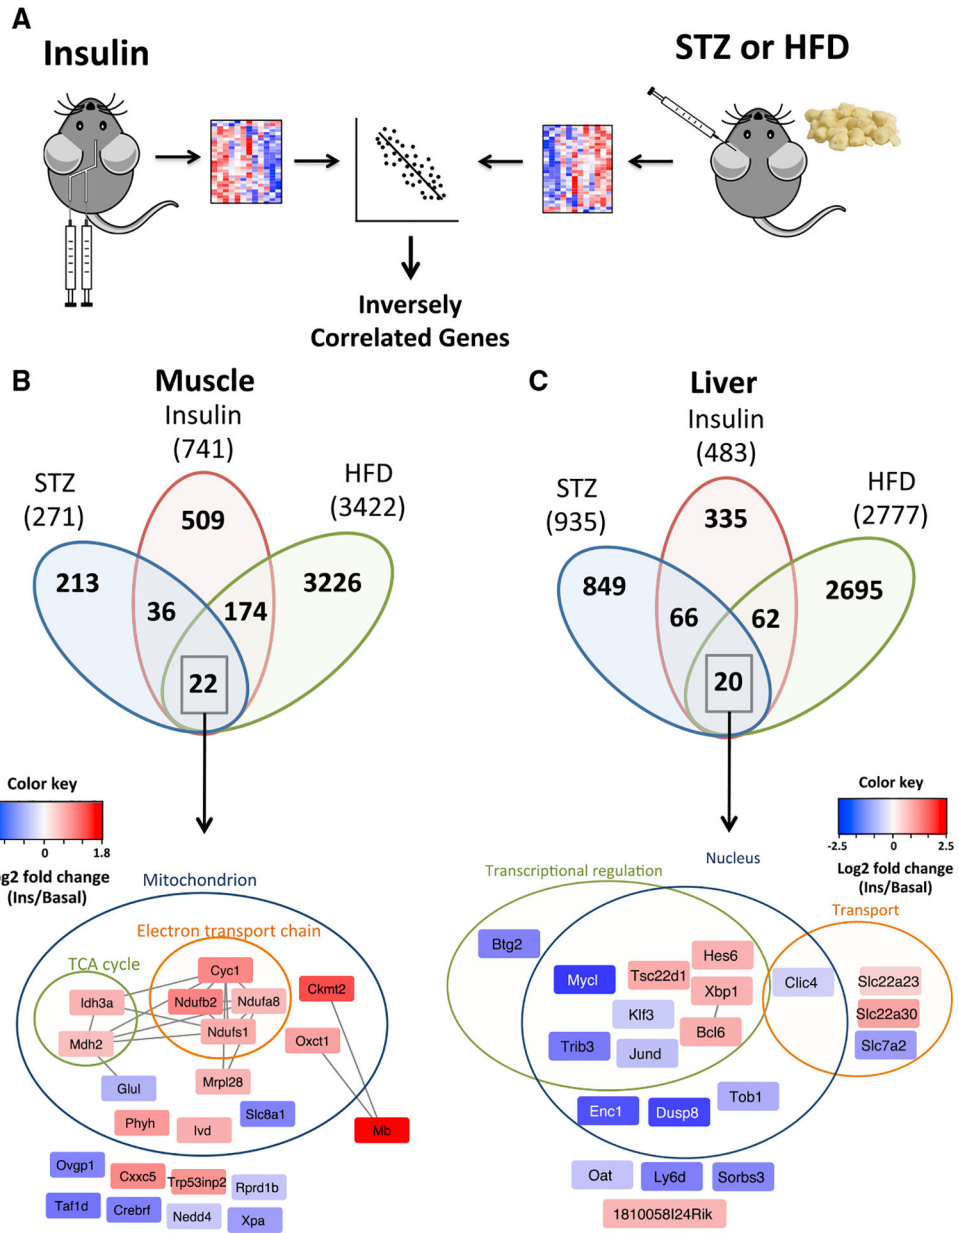 A
Insulin
STZ or HFD
Inversely
Correlated Genes
B
Muscle
Insulin
(741)
STZ
(271)
HFD
(3422)
509
213
3226
36
174
22
Color key
0
1.8
g2 fold change
(Ins/Basal)
Mitochondrion
Electron transport chain
TCA cycle
Cyc1
Idh3a
Ndufb2
Ndufa8
Ckmt2
Mdh2
Ndufs1
Oxct1
Glul
Mrpl28
Slc8a1
Phyh
Ivd
Mb
Ovgp1
Cxxc5
Trp53inp2
Rprd1b
Taf1d
Crebrf
Nedd4
Xpa
C
Liver
Insulin
(483)
STZ
(935)
HFD
(2777)
335
849
2695
66
62
20
Color key
-2.5
0
2.5
Log2 fold change
(Ins/Basal)
Nucleus
Transcriptional regulation
Transport
Btg2
Hes6
Mycl
Tsc22d1
Xbp1
Clic4
Slc22a23
Klf3
Slc22a30
Bcl6
Trib3
Jund
Slc7a2
Enc1
Dusp8
Tob1
Oat
Ly6d
Sorbs3
1810058I24Rik